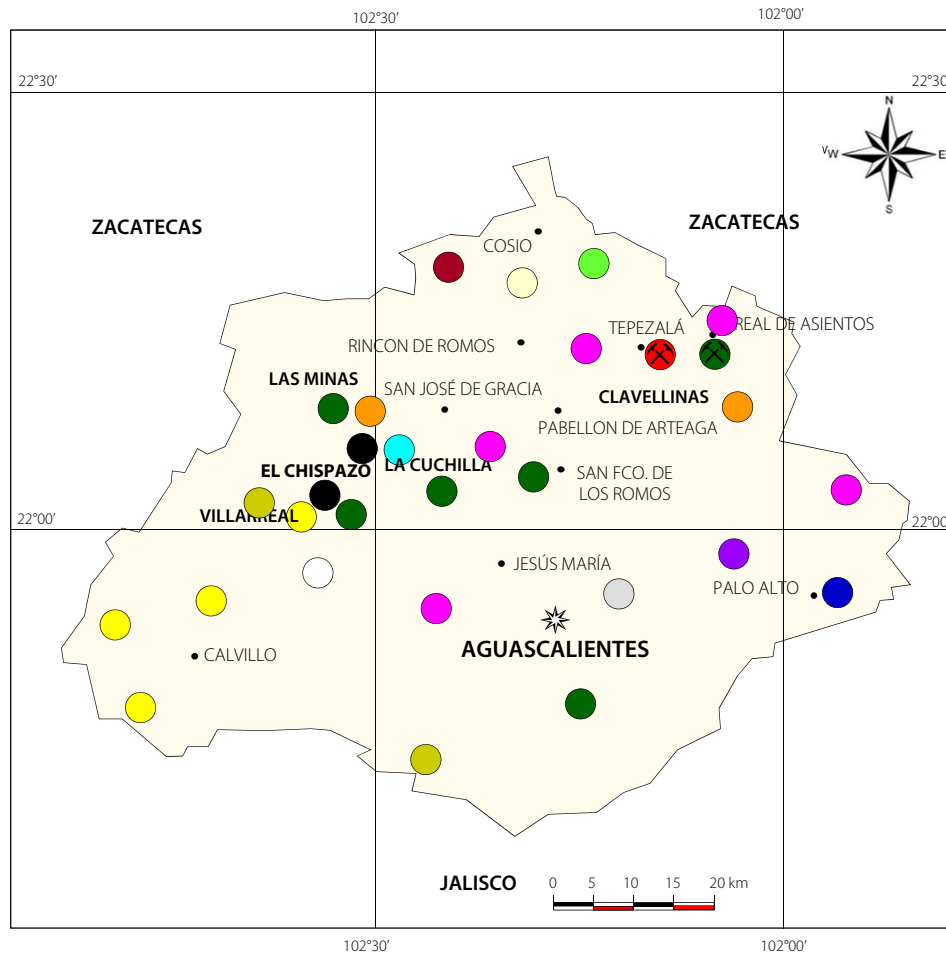 102°30’
102°00’
22°30’
22°30’
N
W
E
S
ZACATECAS
ZACATECAS
COSIO
TEPEZALÁ
REAL DE ASIENTOS
RINCON DE ROMOS
LAS MINAS
SAN JOSÉ DE GRACIA
CLAVELLINAS
PABELLON DE ARTEAGA
EL CHISPAZO
LA CUCHILLA
SAN FCO. DE
LOS ROMOS
VILLARREAL
22°00’
22°00’
JESÚS MARÍA
PALO ALTO
AGUASCALIENTES
CALVILLO
JALISCO
0 5 10 15 20 km
102°30’
102°00’